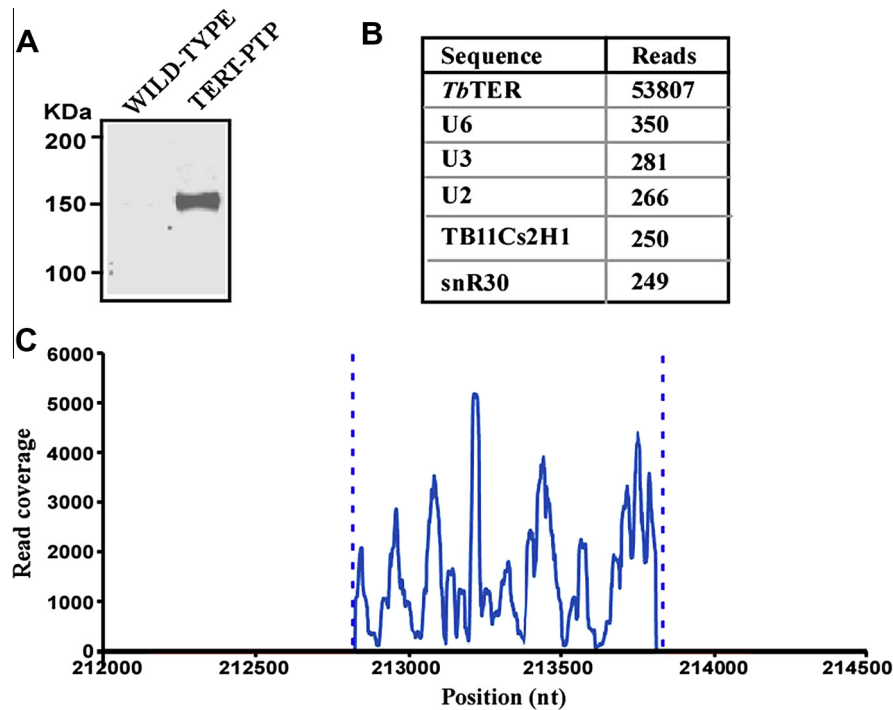 A
WILD-TYPE
TERT-PTP
KDa
200
150
100
B
Sequence Reads
TbTER 53807
U6 350
U3 281
U2 266
TB11Cs2H1 250
snR30 249
C
Read coverage
6000
5000
4000
3000
2000
1000
0
212000 212500 213000 213500 214000 214500
Position (nt)